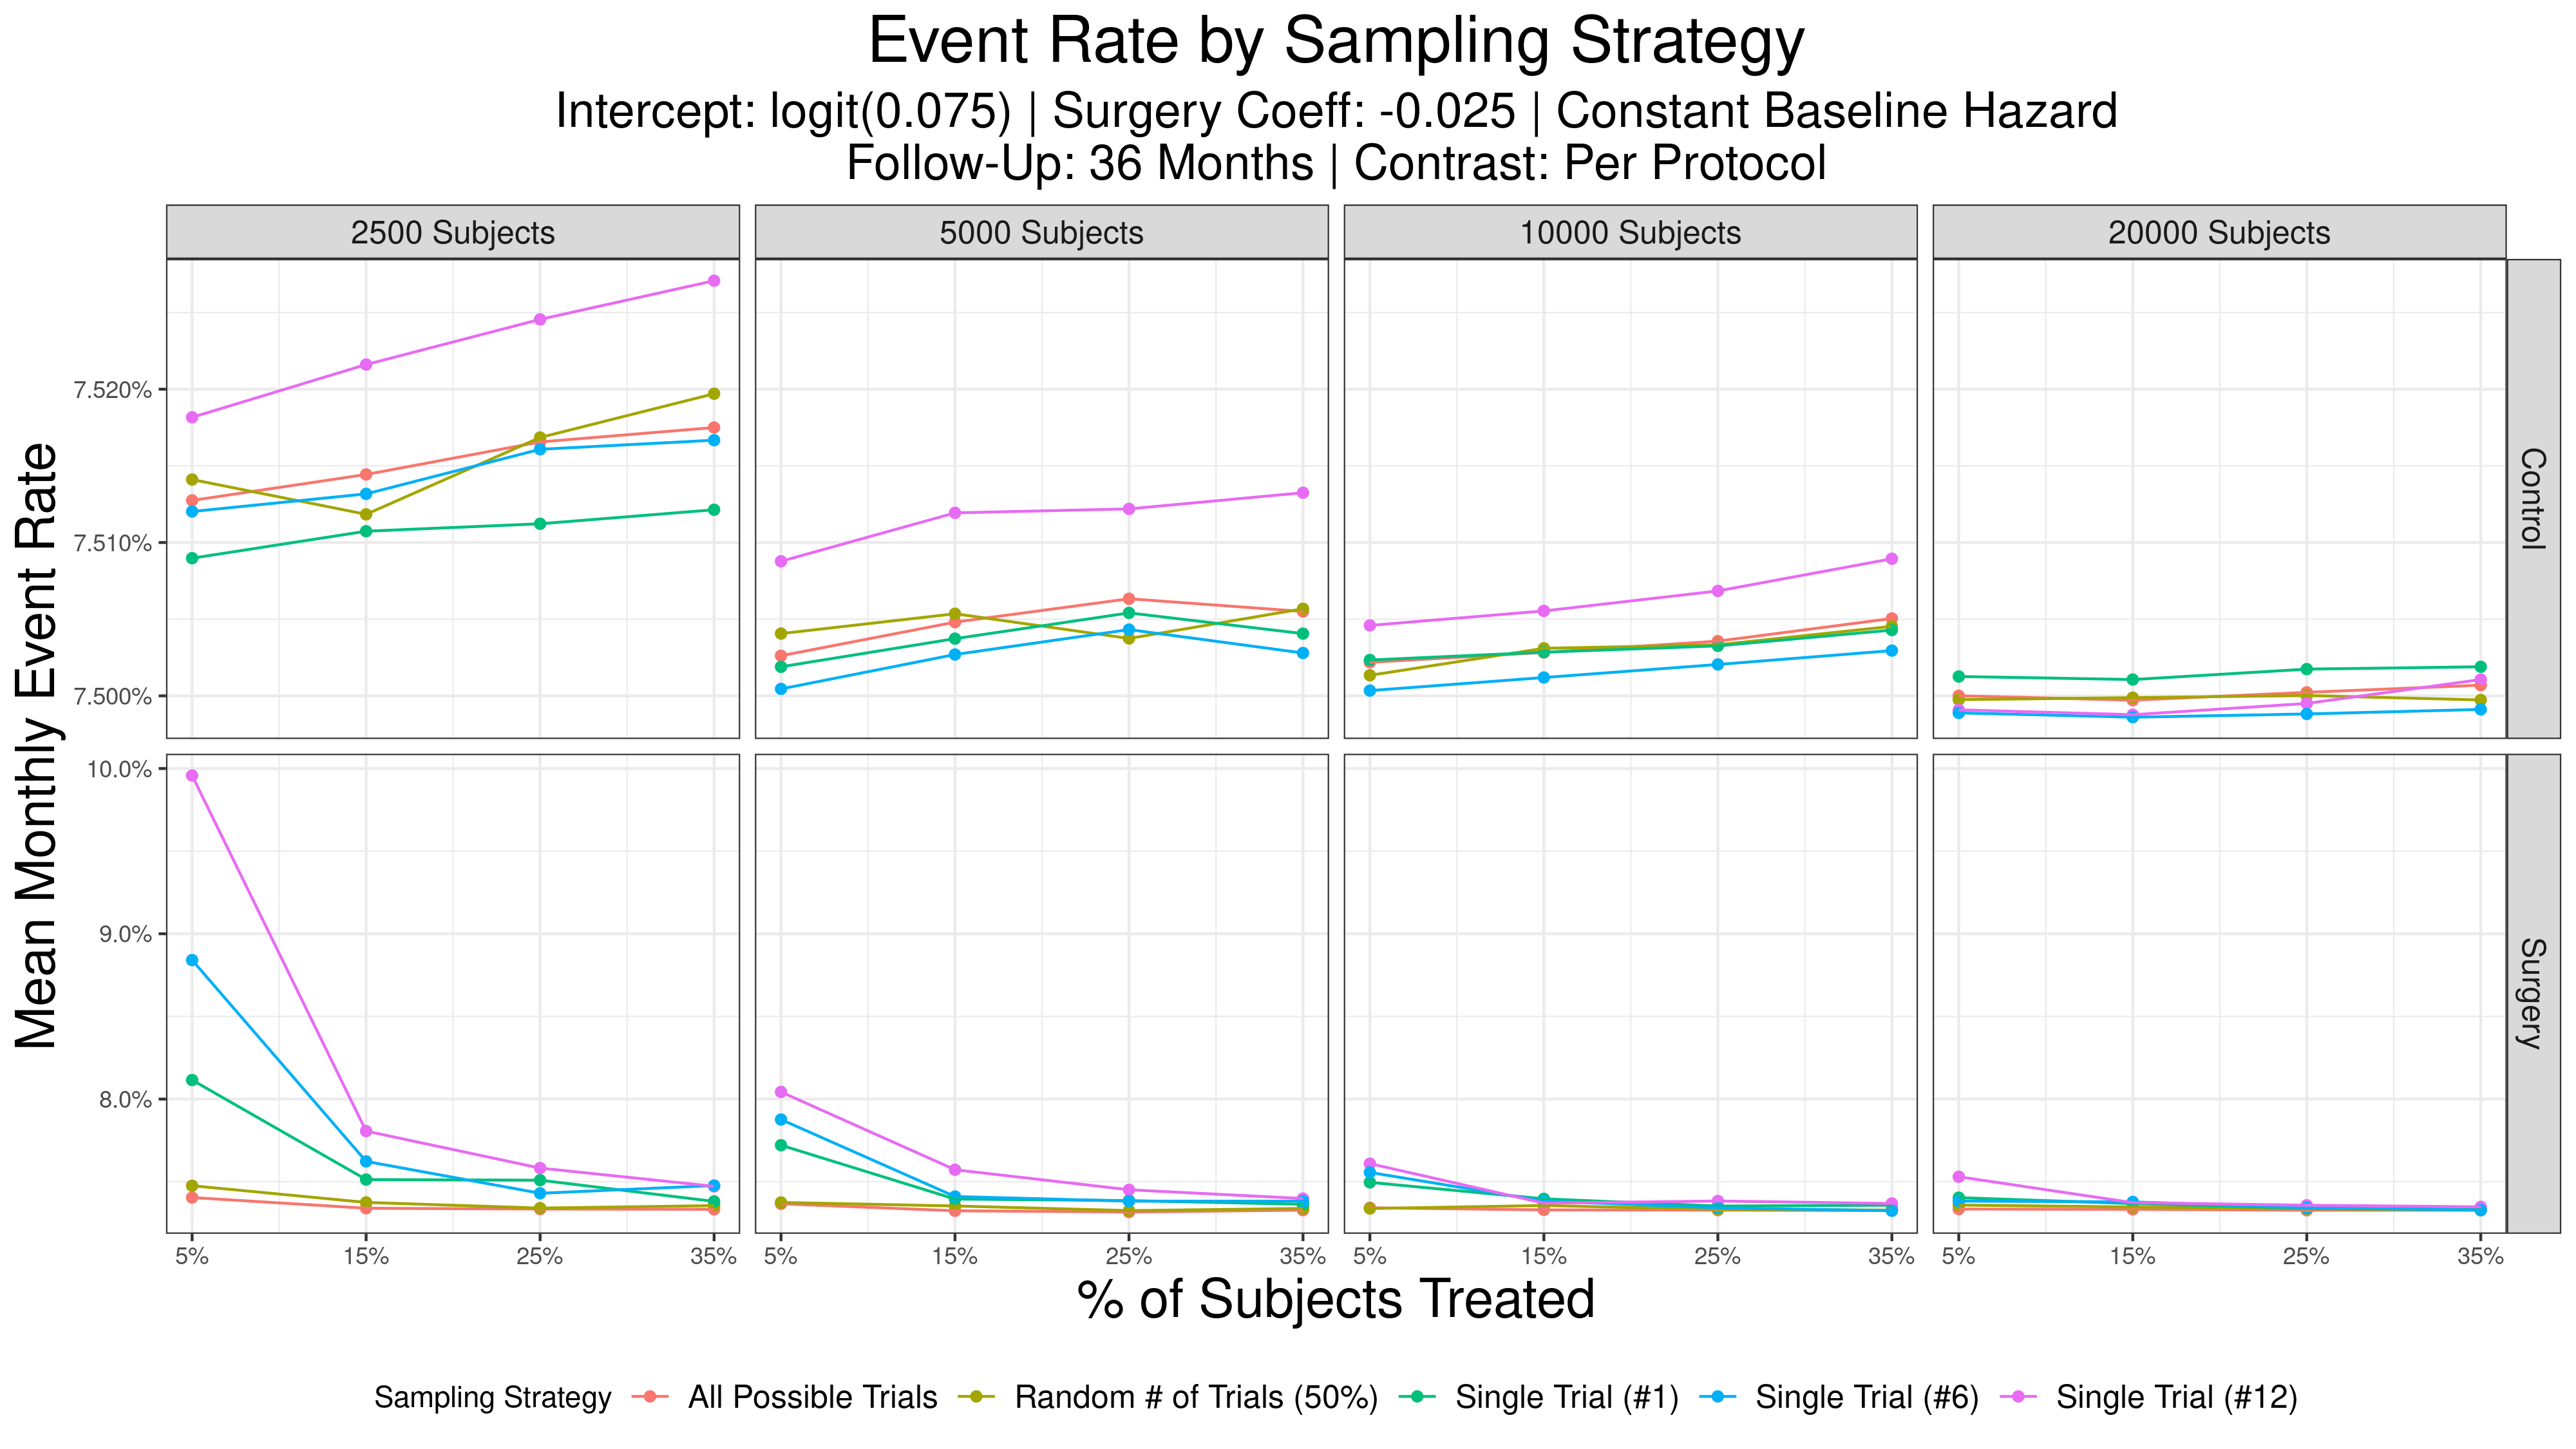 Event Rate by Sampling Strategy
Intercept: logit(0.075) | Surgery Coeff: -0.025 | Constant Baseline Hazard
Follow-Up: 36 Months | Contrast: Per Protocol
2500 Subjects
5000 Subjects
10000 Subjects
20000 Subjects
Mean Monthly Event Rate
7.520%
7.510%
7.500%
Control
10.0%
9.0%
8.0%
Surgery
5% 15% 25% 35%
5% 15% 25% 35%
5% 15% 25% 35%
5% 15% 25% 35%
% of Subjects Treated
Sampling Strategy All Possible Trials Random # of Trials (50%) Single Trial (#1) Single Trial (#6) Single Trial (#12)